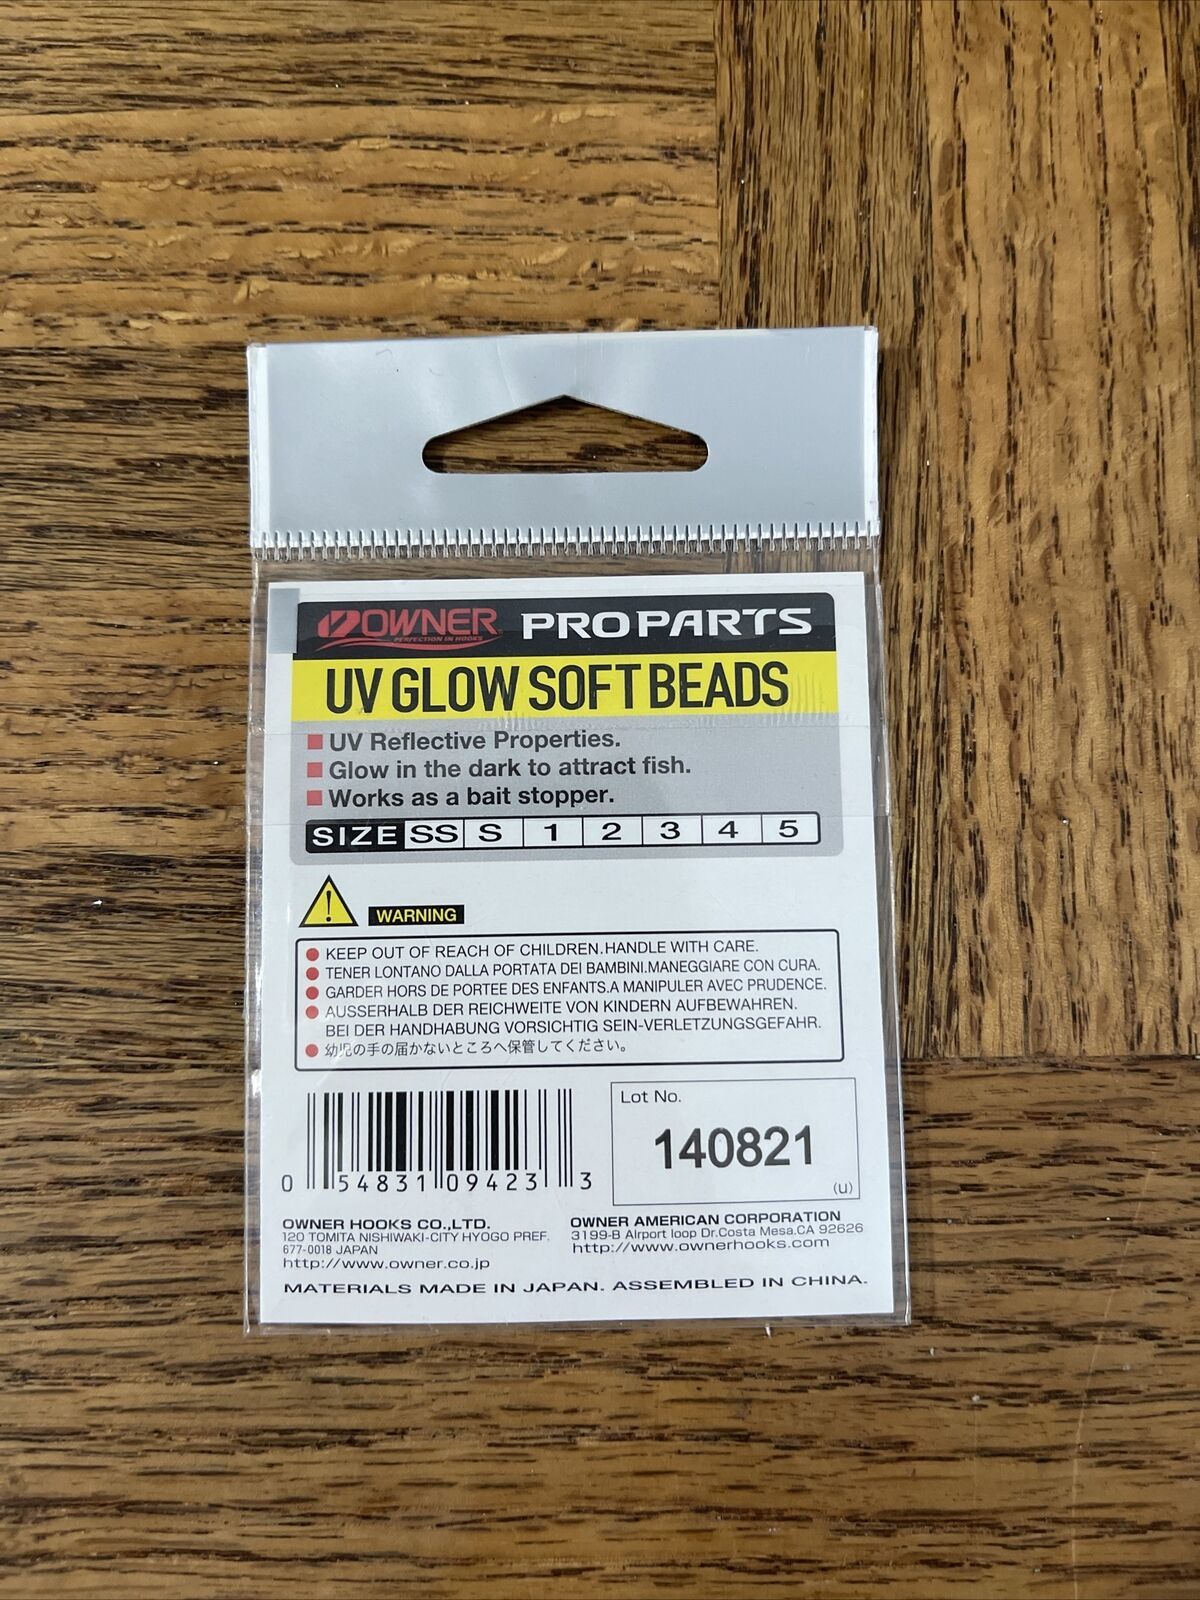 OWNER PROPARTS
PERFECTION IN HOOKS
UV GLOW SOFT BEADS
UV Reflective Properties.
Glow in the dark to attract fish.
Works as a bait stopper.
SIZE SS S 1 2 3 4 5
WARNING
KEEP OUT OF REACH OF CHILDREN.HANDLE WITH CARE.
TENER LONTANO DALLA PORTATA DEI BAMBINI.MANEGGIARE CON CURA.
GARDER HORS DE PORTEE DES ENFANTS.A MANIPULER AVEC PRUDENCE.
AUSSERHALB DER REICHWEITE VON KINDERN AUFBEWAHREN.
BEI DER HANDHABUNG VORSICHTIG SEIN-VERLETZUNGSGEFAHR.
幼児の手の届かないところへ保管してください。
Lot No.
140821
(u)
0 54831 09423 3
OWNER HOOKS CO.,LTD.
120 TOMITA NISHIWAKI-CITY HYOGO PREF.
677-0018 JAPAN
http://www.owner.co.jp
OWNER AMERICAN CORPORATION
3199-B Airport loop Dr.Costa Mesa.CA 92626
http://www.ownerhooks.com
MATERIALS MADE IN JAPAN. ASSEMBLED IN CHINA.